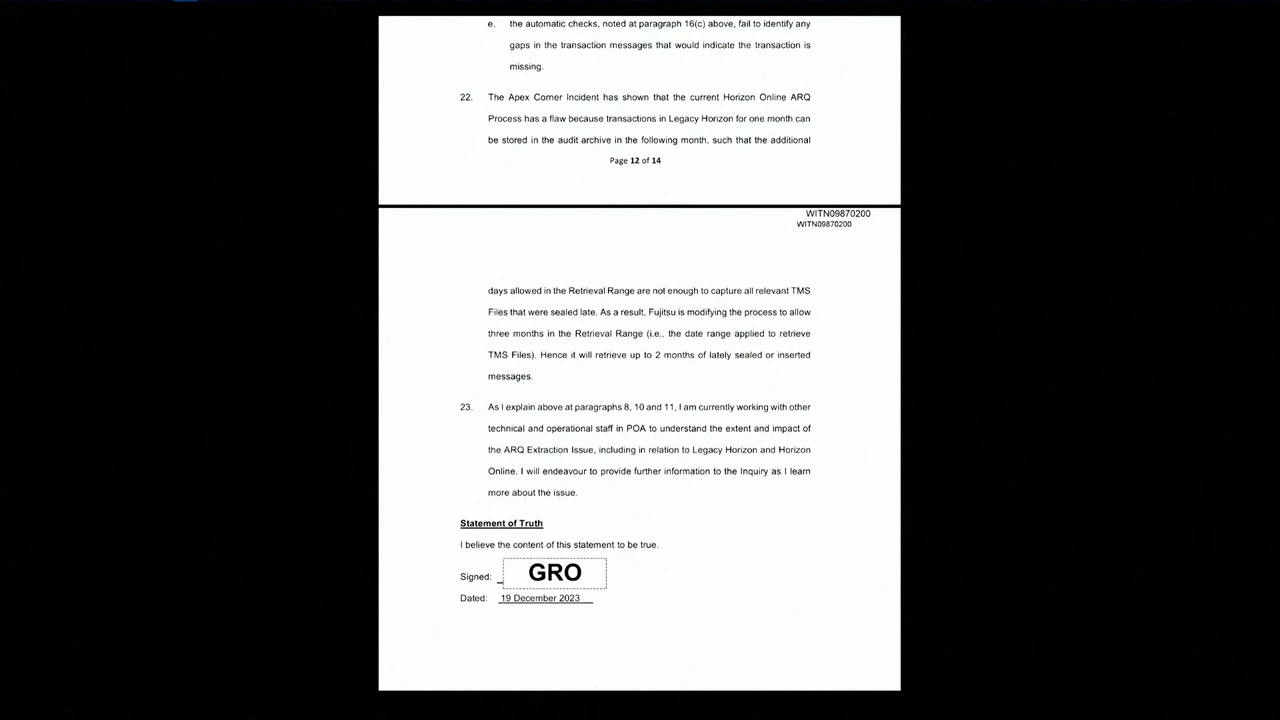 e. the automatic checks, noted at paragraph 16(c) above, fail to identify any
gaps in the transaction messages that would indicate the transaction is
missing.
22. The Apex Corner Incident has shown that the current Horizon Online ARQ
Process has a flaw because transactions in Legacy Horizon for one month can
be stored in the audit archive in the following month, such that the additional
Page 12 of 14
WITN09870200
WITN09870200
days allowed in the Retrieval Range are not enough to capture all relevant TMS
Files that were sealed late. As a result, Fujitsu is modifying the process to allow
three months in the Retrieval Range (i.e., the date range applied to retrieve
TMS Files). Hence it will retrieve up to 2 months of lately sealed or inserted
messages.
23. As I explain above at paragraphs 8, 10 and 11, I am currently working with other
technical and operational staff in POA to understand the extent and impact of
the ARQ Extraction Issue, including in relation to Legacy Horizon and Horizon
Online. I will endeavour to provide further information to the Inquiry as I learn
more about the issue.
Statement of Truth
I believe the content of this statement to be true.
Signed: GRO
Dated: 19 December 2023